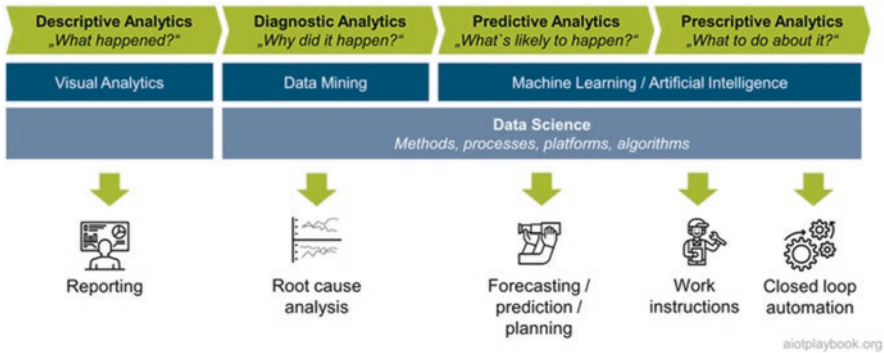 Descriptive Analytics
„What happened?“
Diagnostic Analytics
„Why did it happen?“
Predictive Analytics
„What`s likely to happen?“
Prescriptive Analytics
„What to do about it?“
Visual Analytics
Data Mining
Machine Learning / Artificial Intelligence
Data Science
Methods, processes, platforms, algorithms
Reporting
Root cause
analysis
Forecasting /
prediction /
planning
Work
instructions
Closed loop
automation
aiotplaybook.org